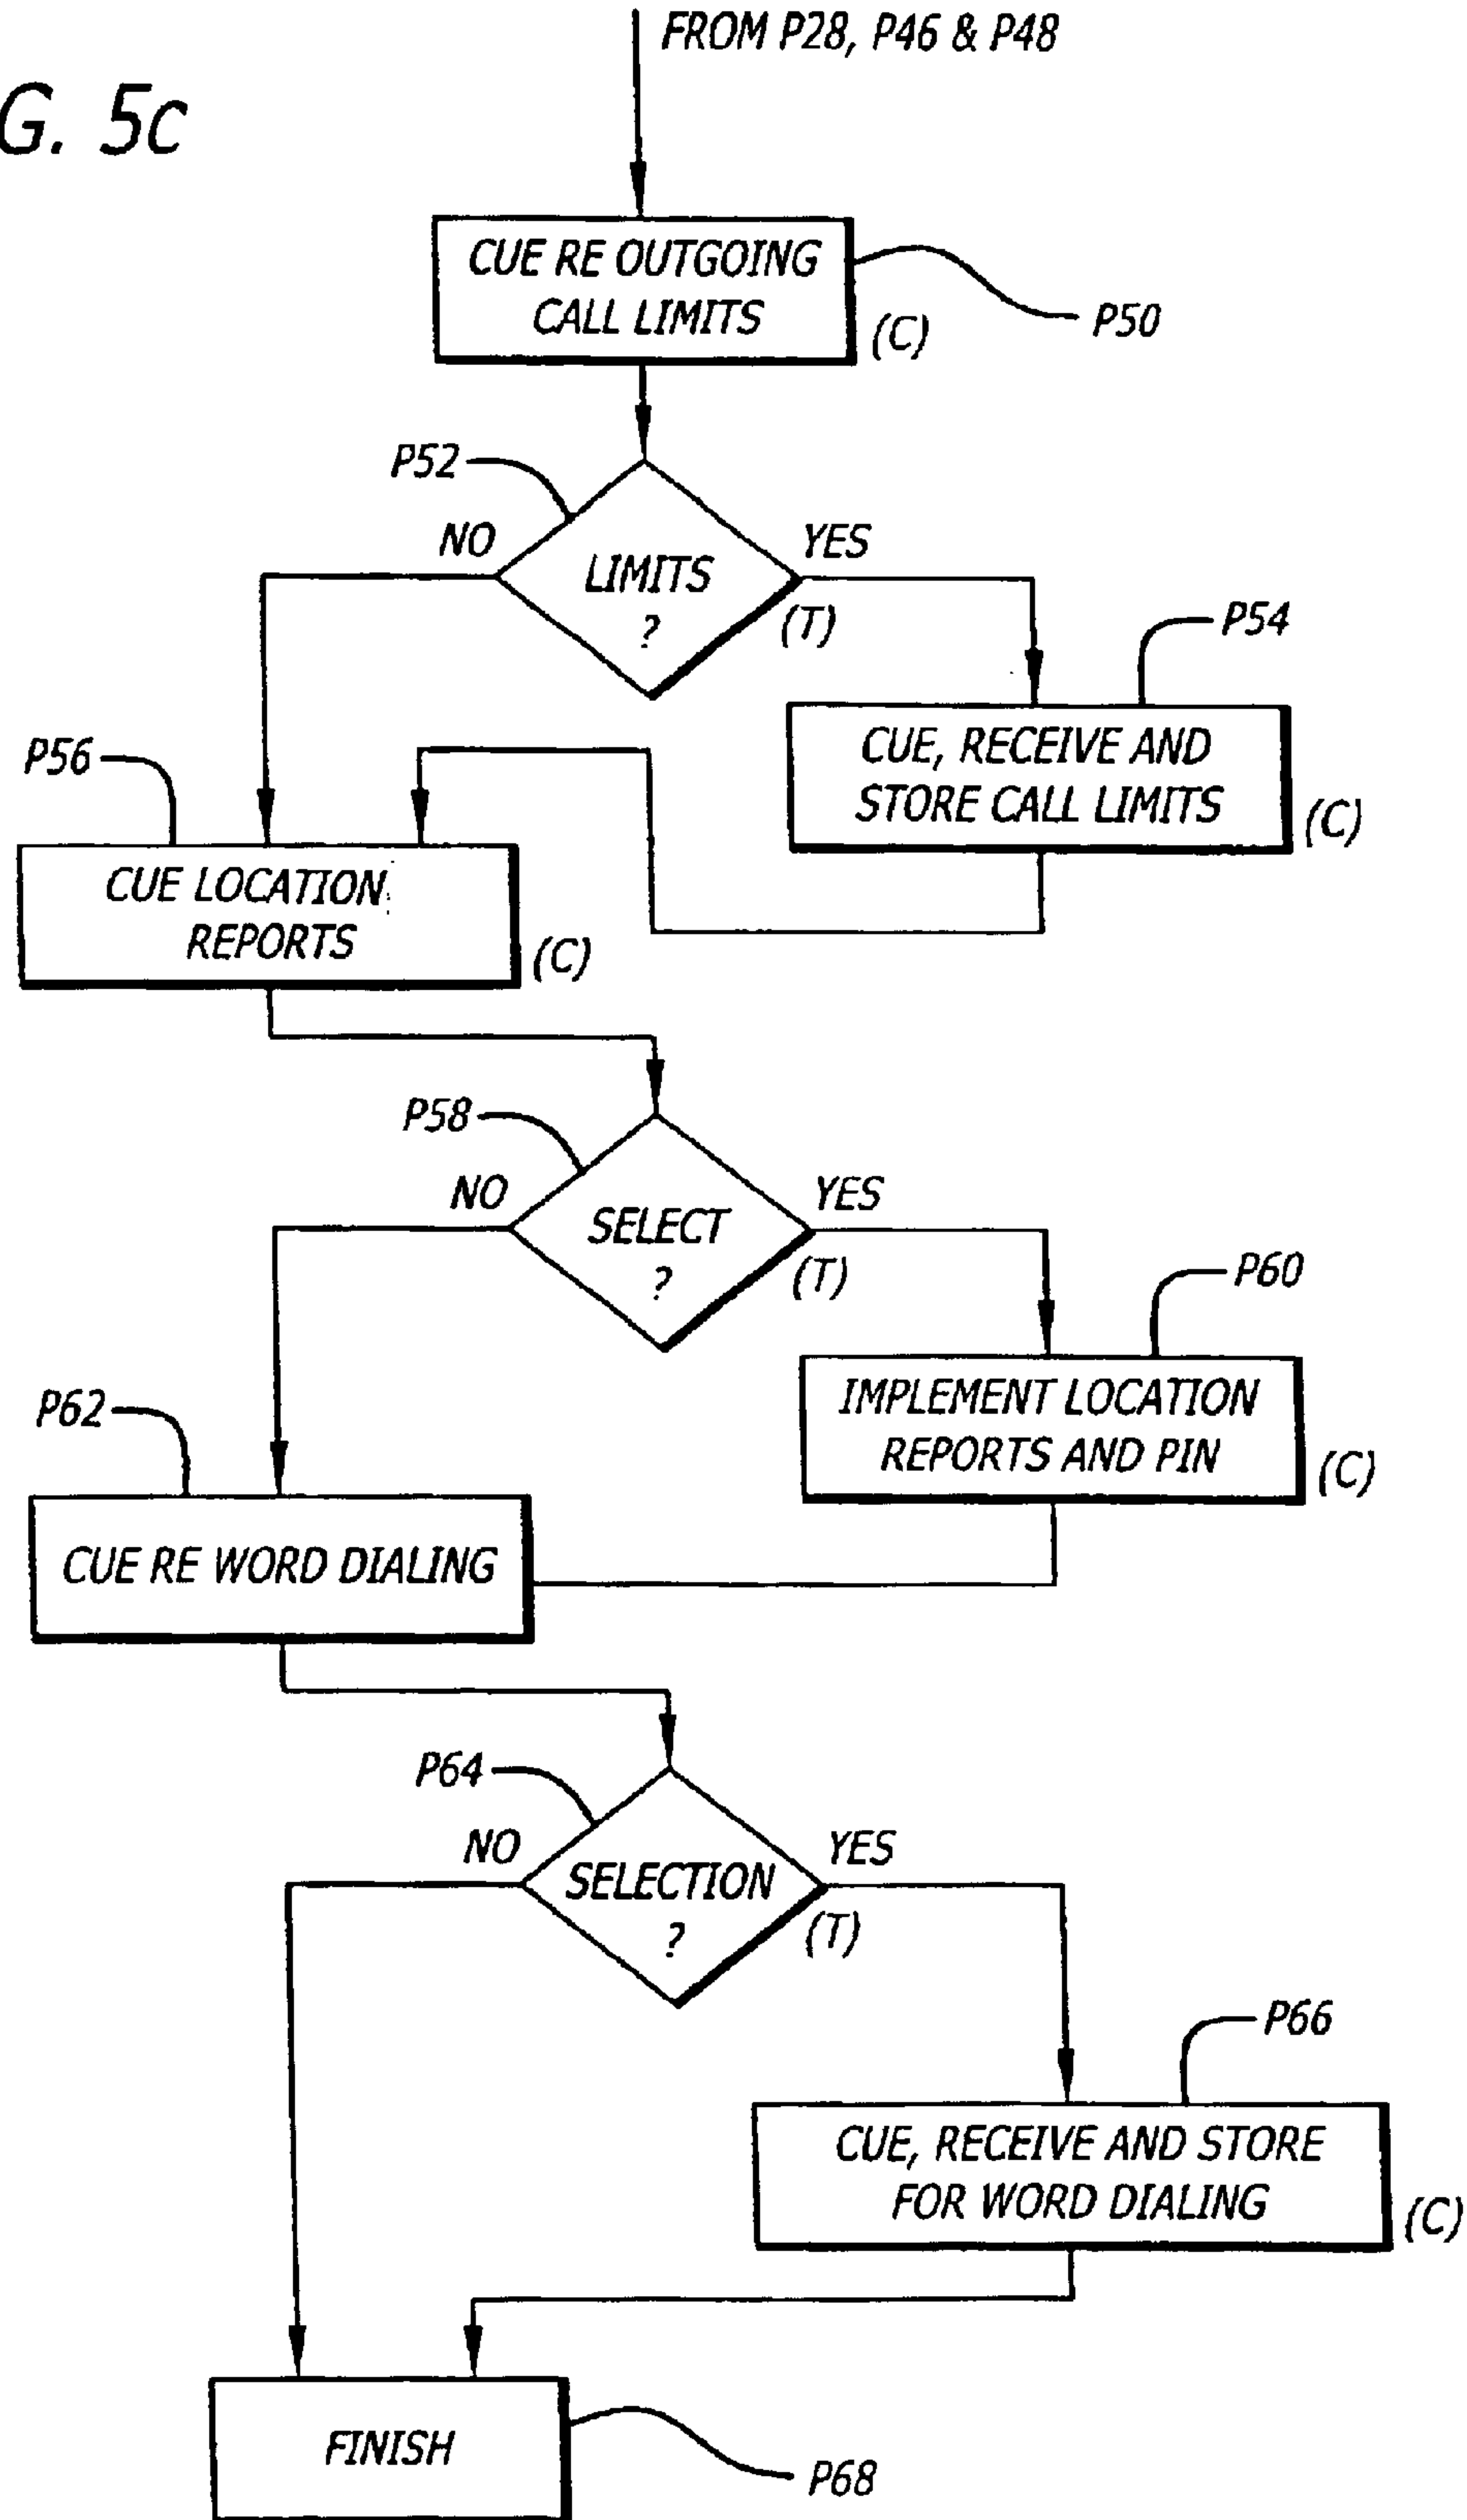 FROM P28, P46 & P48
G. 5c
CUE RE OUTGOING
CALL LIMITS
(C)
P50
P52
NO
YES
LIMITS
?
(T)
P54
CUE, RECEIVE AND
STORE CALL LIMITS
(C)
P56
CUE LOCATION
REPORTS
(C)
P58
NO
YES
SELECT
?
(T)
P60
IMPLEMENT LOCATION
REPORTS AND PIN
(C)
P62
CUE RE WORD DIALING
P64
NO
YES
SELECTION
?
(T)
P66
CUE, RECEIVE AND STORE
FOR WORD DIALING
(C)
FINISH
P68